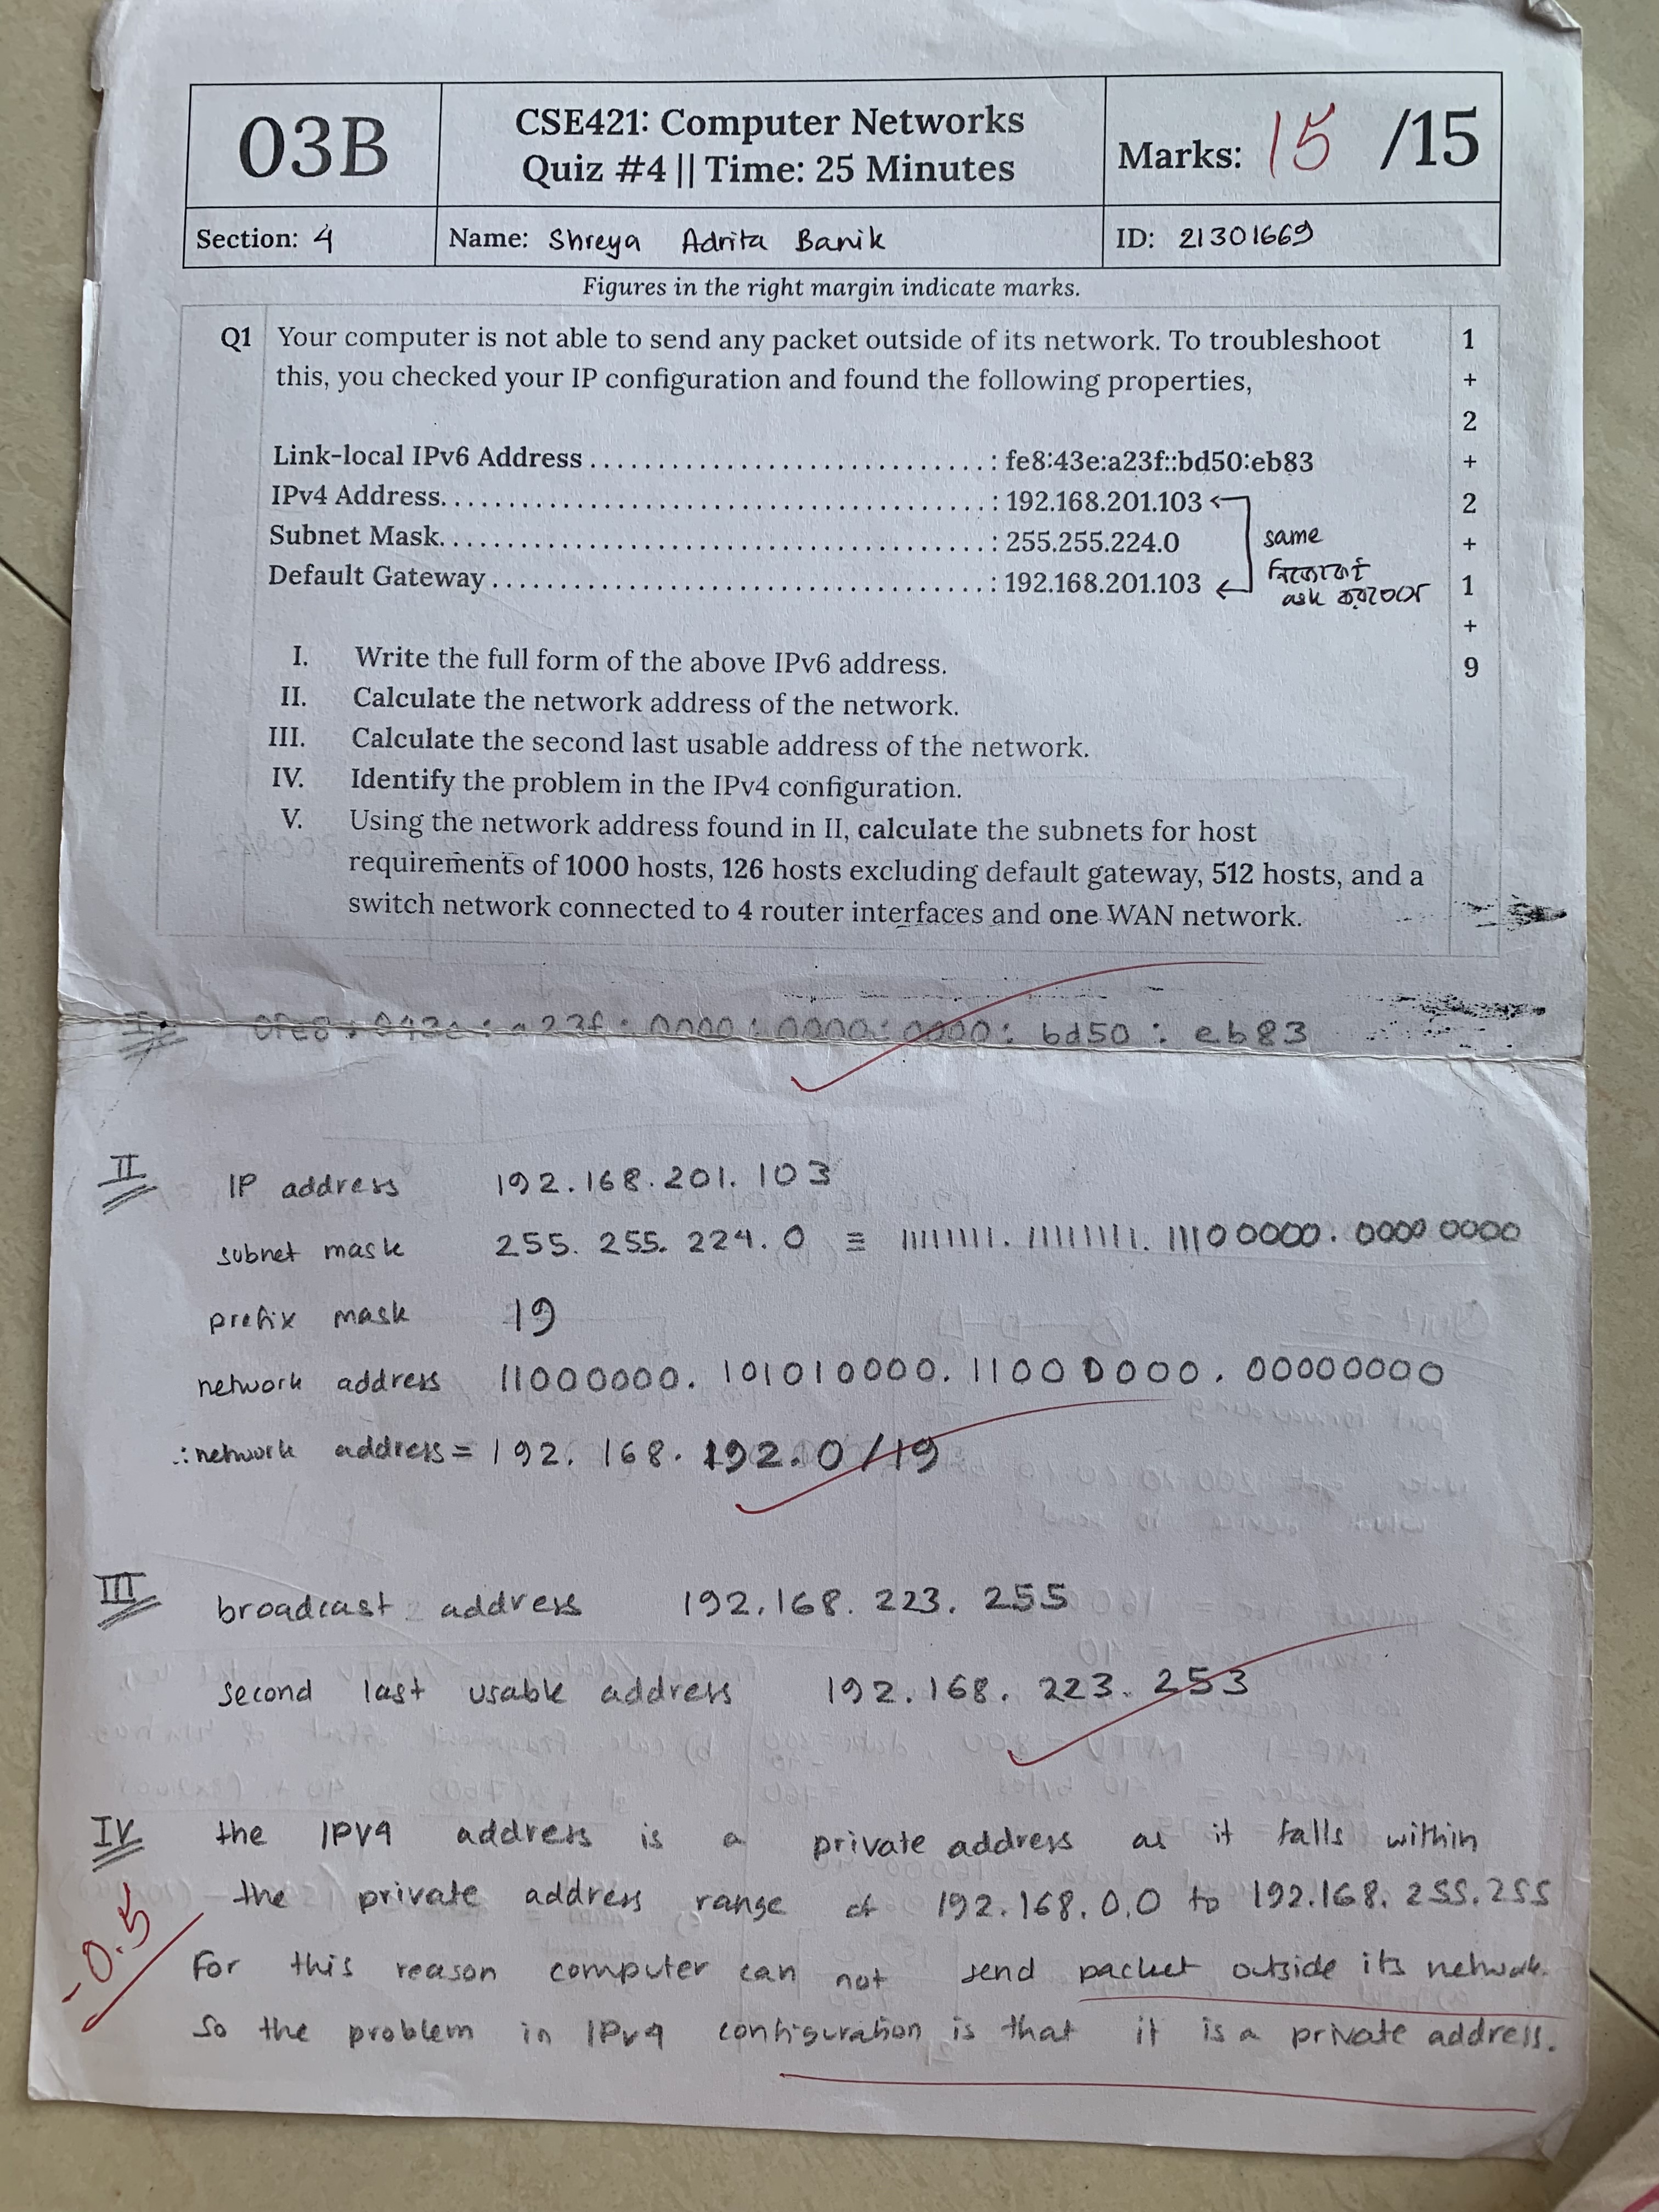 03B
CSE421: Computer Networks
Quiz #4 || Time: 25 Minutes
Marks: 15 /15
Section: 4
Name: Shreya Adrita Banik
ID: 21301669
Figures in the right margin indicate marks.
Q1 Your computer is not able to send any packet outside of its network. To troubleshoot
this, you checked your IP configuration and found the following properties,
Link-local IPv6 Address ................................: fe8:43e:a23f::bd50:eb83
IPv4 Address.............................................: 192.168.201.103
Subnet Mask.............................................: 255.255.224.0
Default Gateway........................................: 192.168.201.103
same
ask
1
+
2
+
2
+
1
+
9
I. Write the full form of the above IPv6 address.
II. Calculate the network address of the network.
III. Calculate the second last usable address of the network.
IV. Identify the problem in the IPv4 configuration.
V. Using the network address found in II, calculate the subnets for host
requirements of 1000 hosts, 126 hosts excluding default gateway, 512 hosts, and a
switch network connected to 4 router interfaces and one WAN network.
I 0fe8 : 043e : a23f : 0000 : 0000 : 0000 : bd50 : eb83
II IP address 192.168.201.103
subnet mask 255.255.224.0 ≡ 11111111.11111111.11100000.00000000
prefix mask 19
network address 11000000.101010000.11000000.00000000
∴ network address = 192.168.192.0/19
III broadcast address 192.168.223.255
second last usable address 192.168.223.253
IV the IPV4 address is a private address as it falls within
the private address range of 192.168.0.0 to 192.168.255.255
-0.5
For this reason computer can not send packet outside its network.
So the problem in IPv4 configuration is that it is a private address.